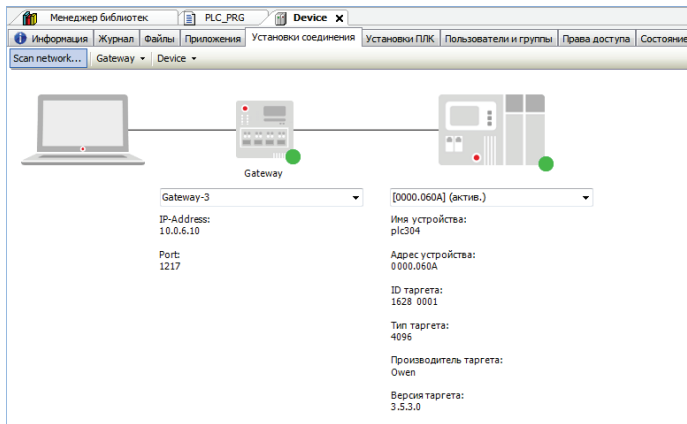 Менеджер библиотек PLC_PRG Device
Информация Журнал Файлы Приложения Установки соединения Установки ПЛК Пользователи и группы Права доступа Состояние
Scan network... Gateway Device
Gateway
Gateway-3 [0000.060A] (актив.)
IP-Address: Имя устройства:
10.0.6.10 plc304
Port: Адрес устройства:
1217 0000.060A
ID таргета:
1628 0001
Тип таргета:
4096
Производитель таргета:
Owen
Версия таргета:
3.5.3.0